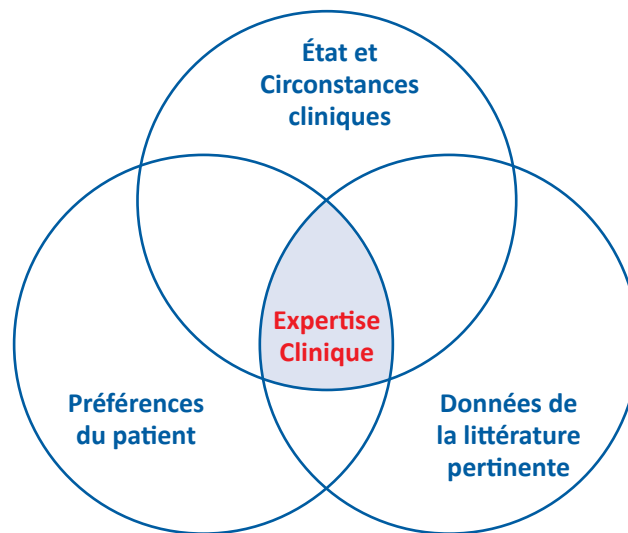 État et
Circonstances
cliniques
Expertise
Clinique
Préférences
du patient
Données de
la littérature
pertinente